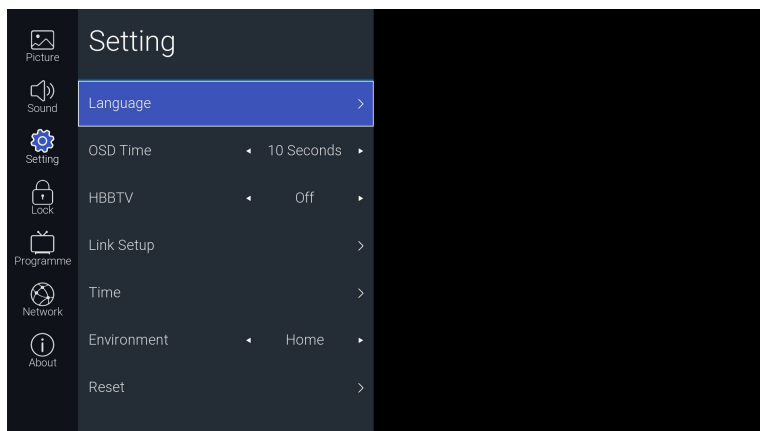 Picture
Sound
Setting
Lock
Programme
Network
About
Setting
Language
OSD Time 10 Seconds
HBBTV Off
Link Setup
Time
Environment Home
Reset